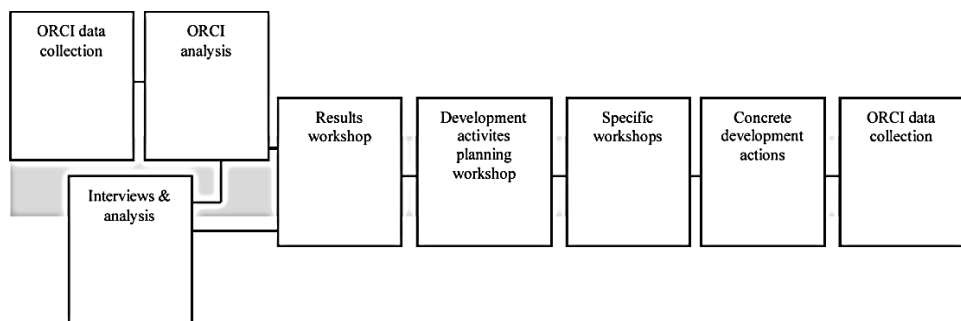 ORCI data
collection
ORCI
analysis
Interviews &
analysis
Results
workshop
Development
activites
planning
workshop
Specific
workshops
Concrete
development
actions
ORCI data
collection